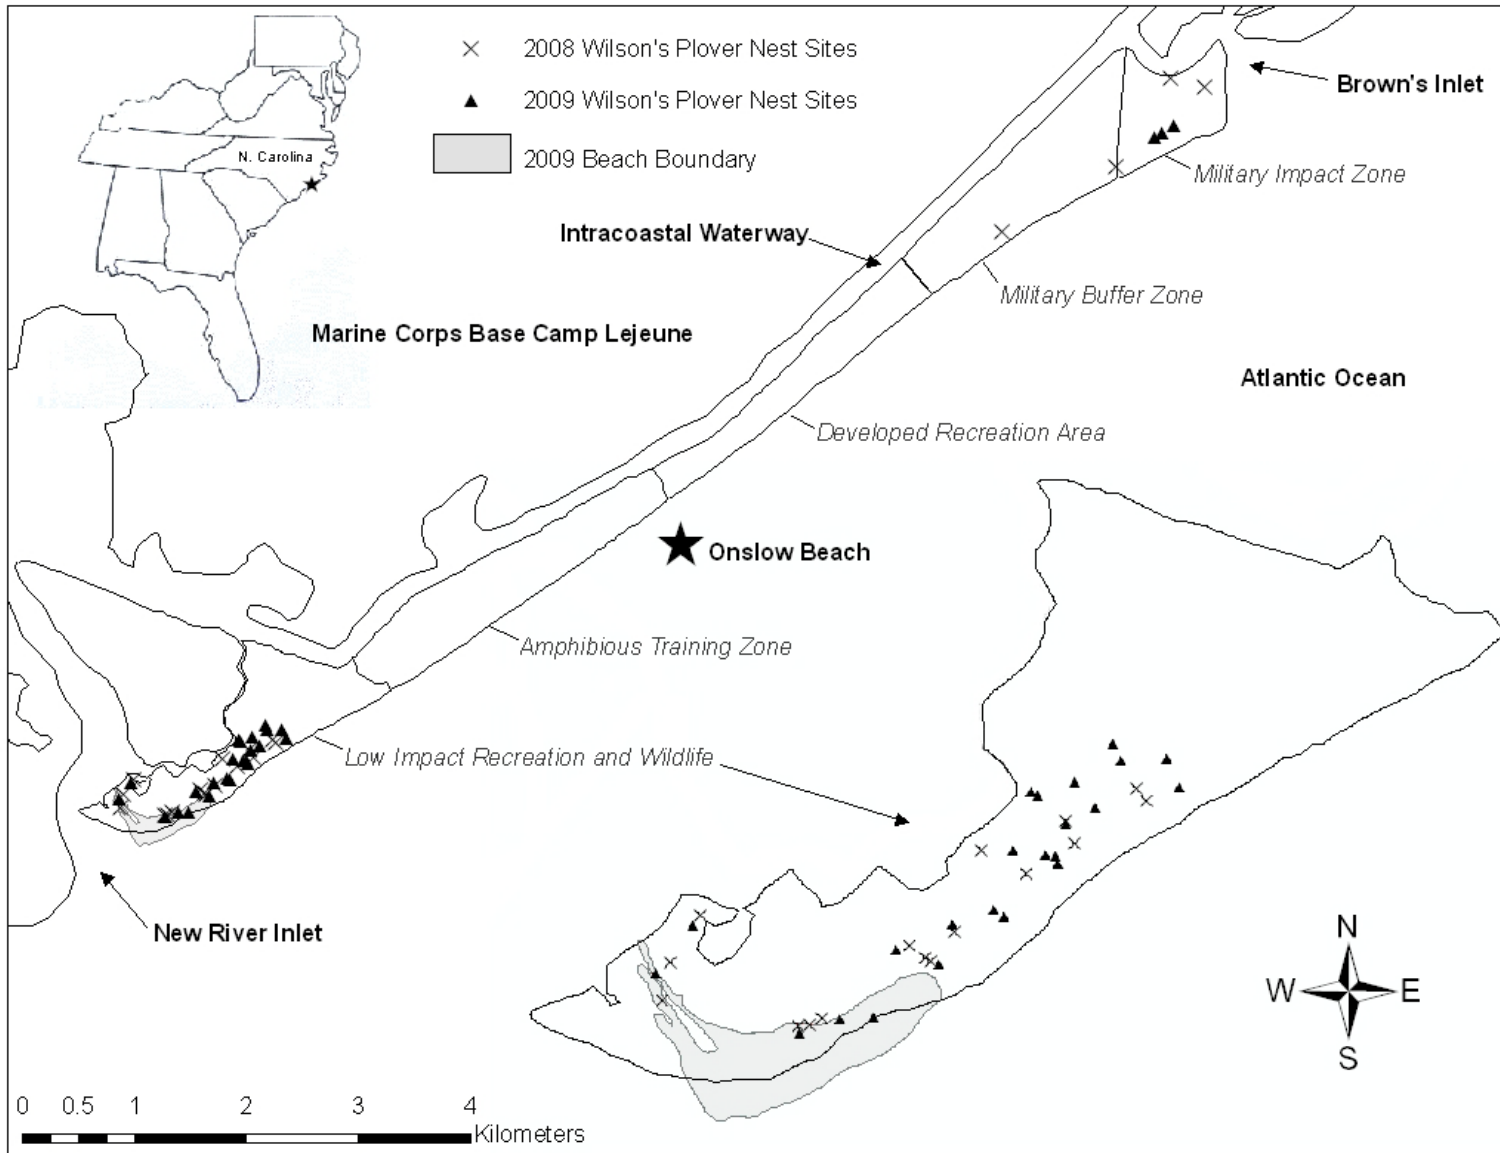 2008 Wilson's Plover Nest Sites
2009 Wilson's Plover Nest Sites
2009 Beach Boundary
N. Carolina
Brown's Inlet
Military Impact Zone
Intracoastal Waterway
Military Buffer Zone
Marine Corps Base Camp Lejeune
Atlantic Ocean
Developed Recreation Area
Onslow Beach
Amphibious Training Zone
Low Impact Recreation and Wildlife
New River Inlet
N
W E
S
0 0.5 1 2 3 4
Kilometers